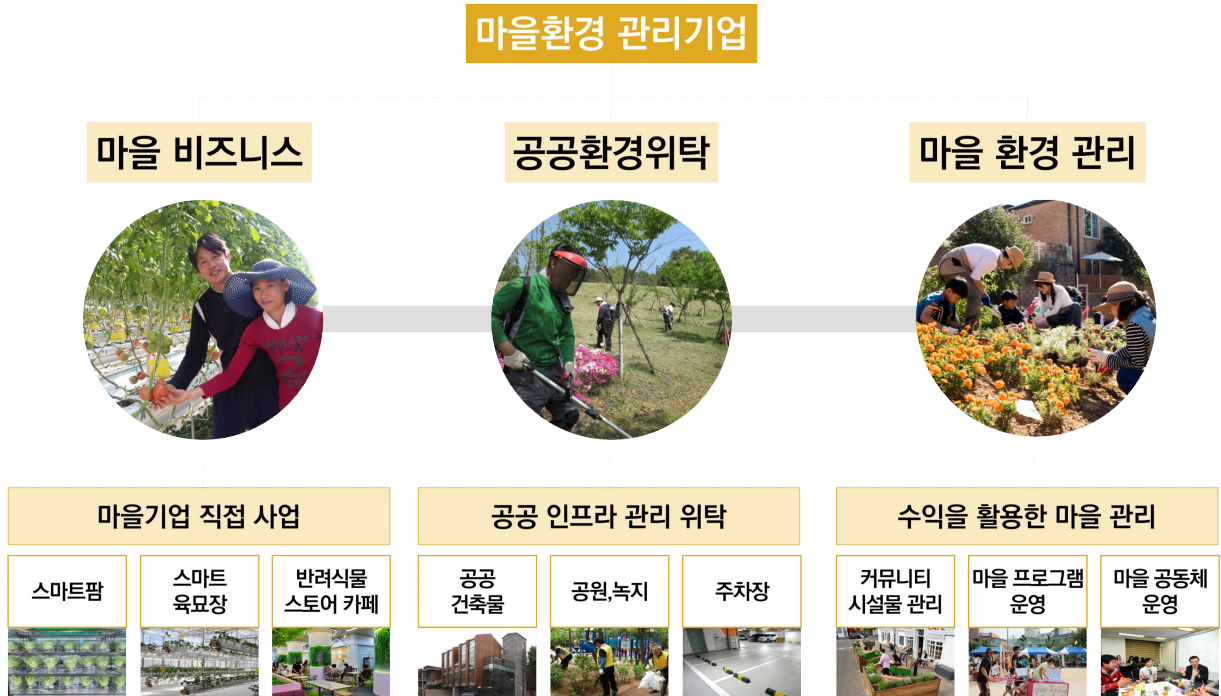 마을환경 관리기업
마을 비즈니스
공공환경위탁
마을 환경 관리
마을기업 직접 사업
공공 인프라 관리 위탁
수익을 활용한 마을 관리
스마트팜
스마트
육묘장
반려식물
스토어 카페
공공
건축물
공원,녹지
주차장
커뮤니티
시설물 관리
마을 프로그램
운영
마을 공동체
운영